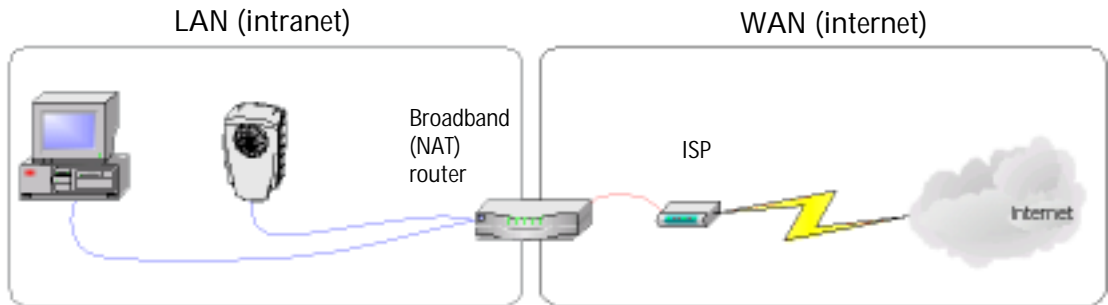 LAN (intranet)
WAN (internet)
Broadband
(NAT)
router
ISP
Internet